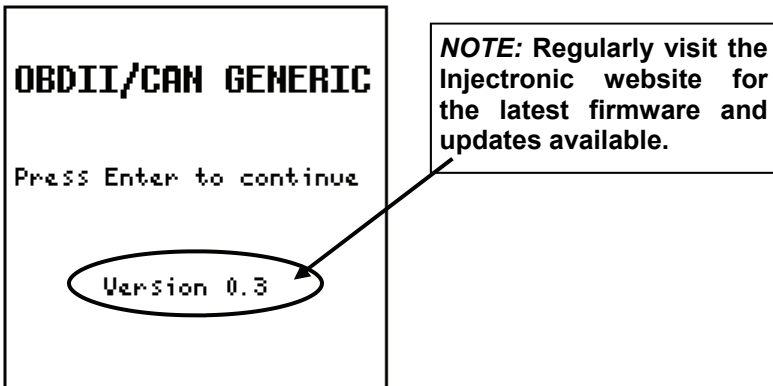 OBDII/CAN GENERIC
Press Enter to continue
Version 0.3
NOTE: Regularly visit the
Injectronic website for
the latest firmware and
updates available.